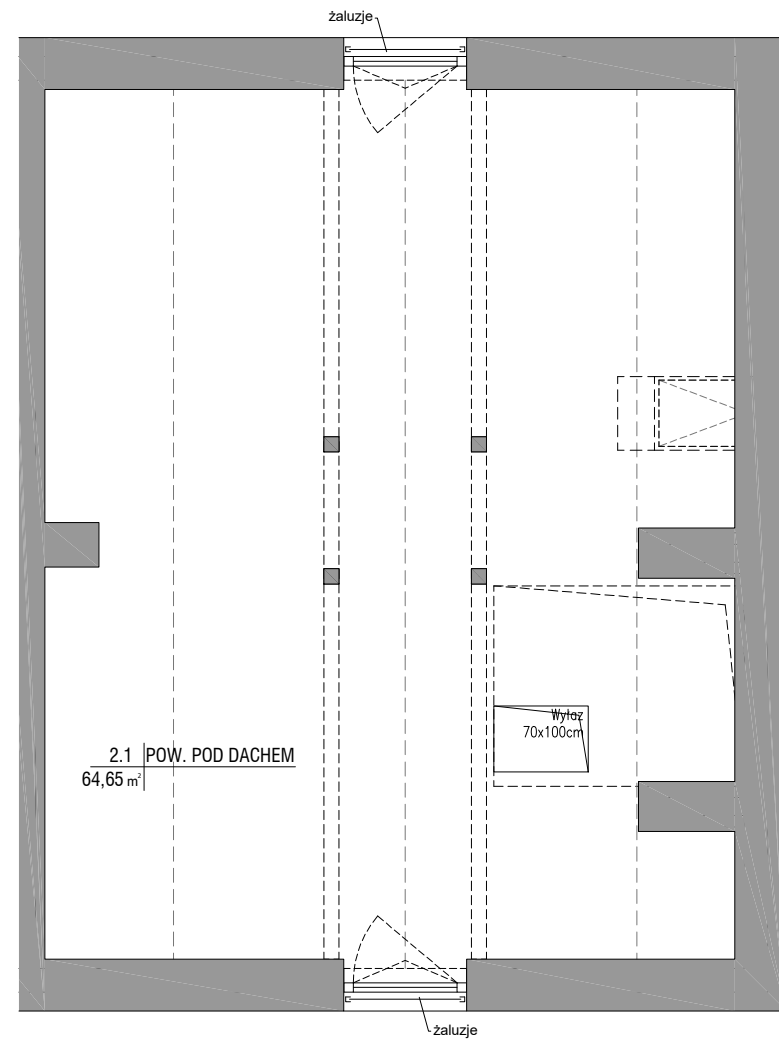 żaluzje
Wyłaz
70x100cm
2.1 POW. POD DACHEM
64,65 m²
żaluzje